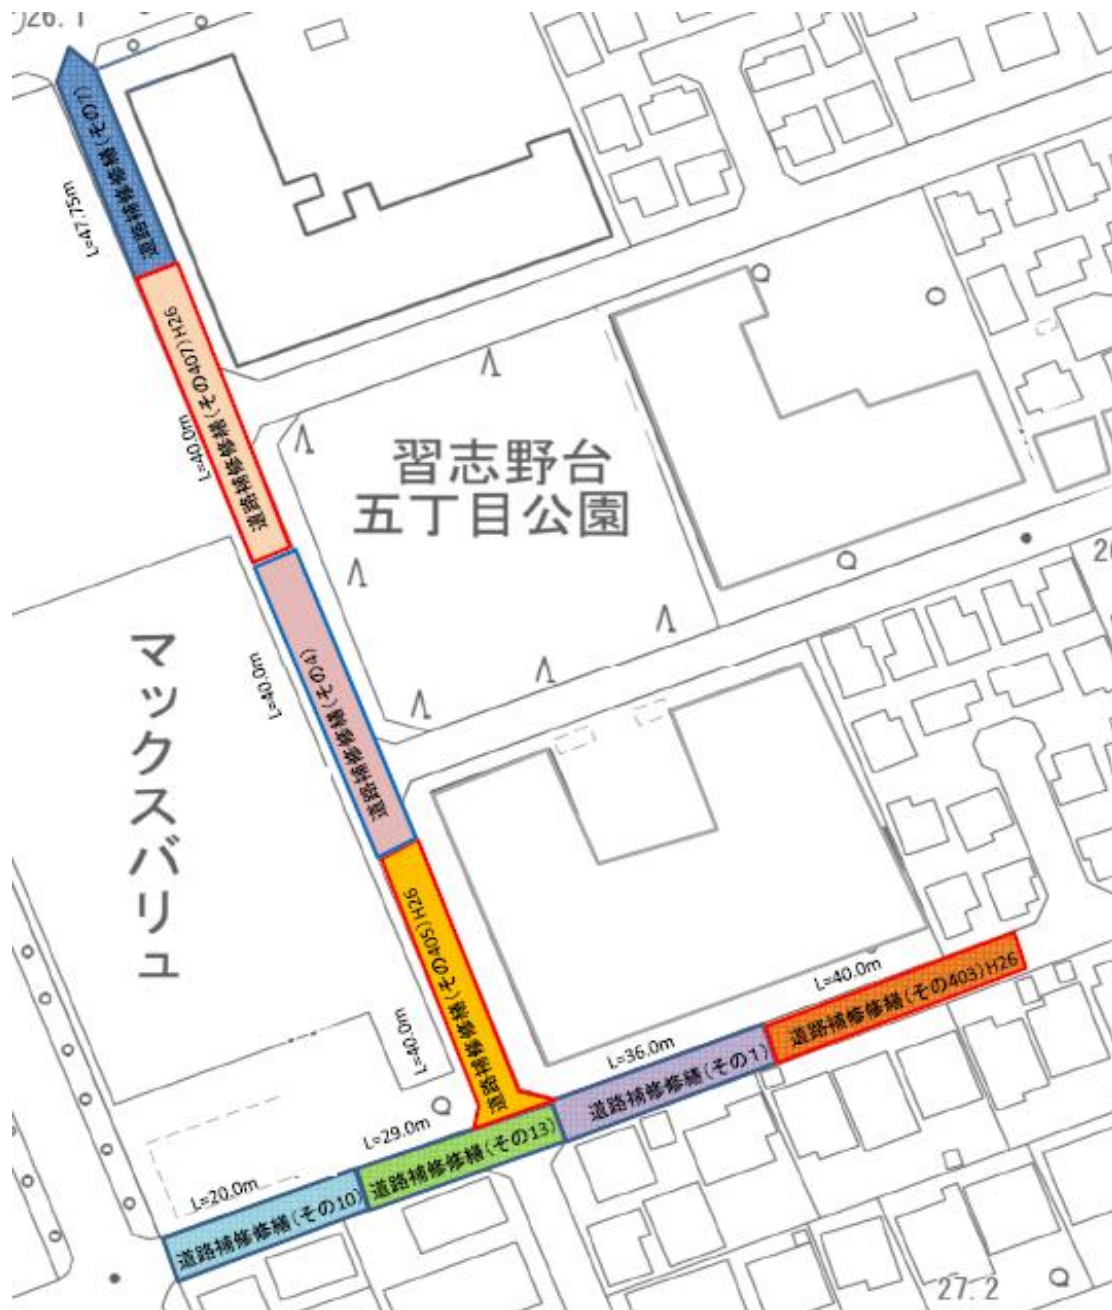 26. 1
道路補修修繕(その7)
L=47.75m
道路補修修繕(その407)H26
L=40.0m
習志野台
五丁目公園
道路補修修繕(その4)
L=40.0m
マックスバリュ
道路補修修繕(その405)H26
L=40.0m
L=40.0m
道路補修修繕(その403)H26
L=36.0m
道路補修修繕(その1)
L=29.0m
道路補修修繕(その13)
L=20.0m
道路補修修繕(その10)
27. 2